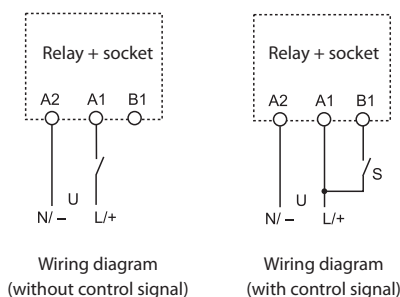 Relay + socket
A2 A1 B1
U
N/ – L/+
Wiring diagram
(without control signal)
Relay + socket
A2 A1 B1
S
U
N/ – L/+
Wiring diagram
(with control signal)